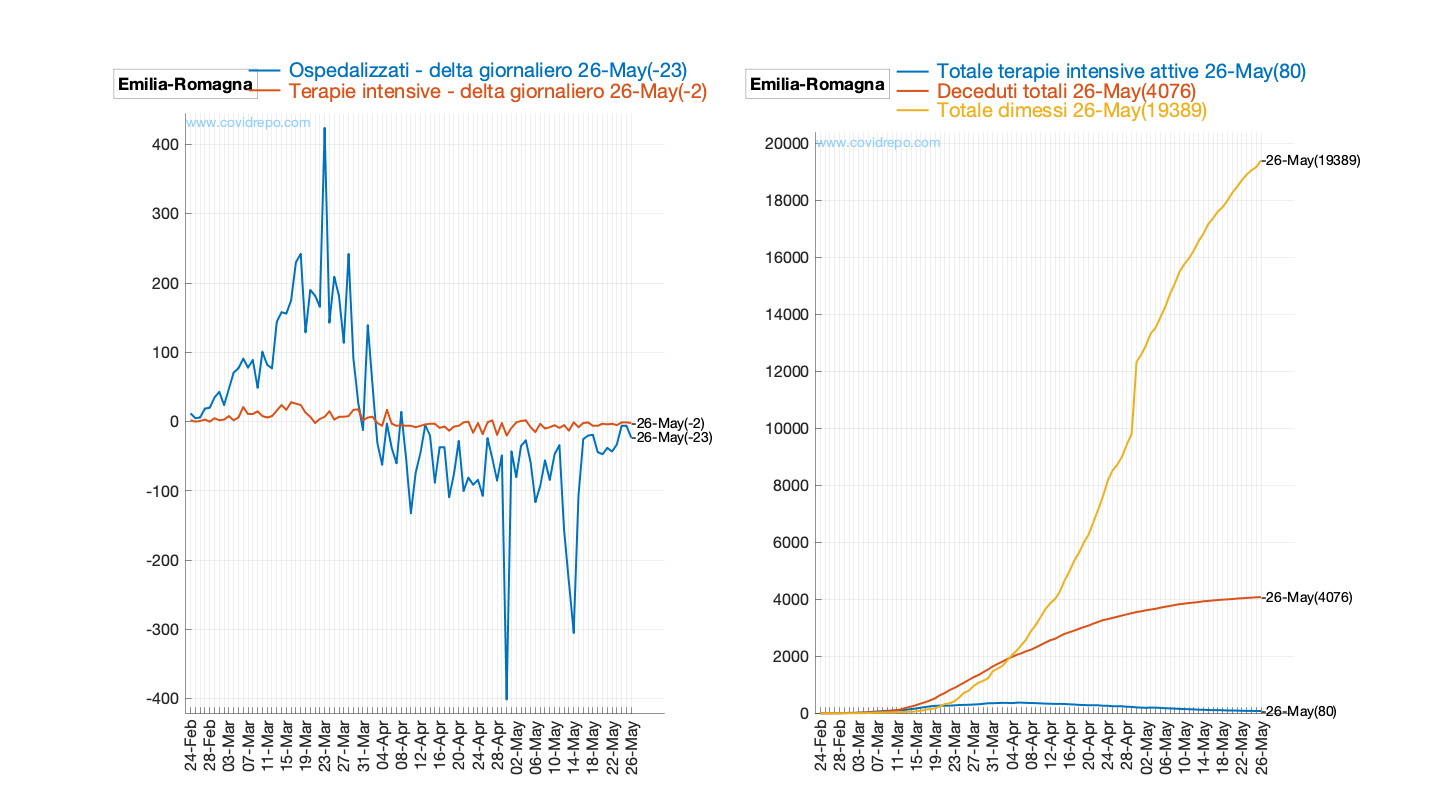 Emilia-Romagna
Ospedalizzati - delta giornaliero 26-May(-23)
Terapie intensive - delta giornaliero 26-May(-2)
www.covidrepo.com
400
300
200
100
0
-100
-200
-300
-400
26-May(-2)
26-May(-23)
24-Feb
28-Feb
03-Mar
07-Mar
11-Mar
15-Mar
19-Mar
23-Mar
27-Mar
31-Mar
04-Apr
08-Apr
12-Apr
16-Apr
20-Apr
24-Apr
28-Apr
02-May
06-May
10-May
14-May
18-May
22-May
26-May
Emilia-Romagna
Totale terapie intensive attive 26-May(80)
Deceduti totali 26-May(4076)
Totale dimessi 26-May(19389)
www.covidrepo.com
20000
18000
16000
14000
12000
10000
8000
6000
4000
2000
0
26-May(19389)
26-May(4076)
26-May(80)
24-Feb
28-Feb
03-Mar
07-Mar
11-Mar
15-Mar
19-Mar
23-Mar
27-Mar
31-Mar
04-Apr
08-Apr
12-Apr
16-Apr
20-Apr
24-Apr
28-Apr
02-May
06-May
10-May
14-May
18-May
22-May
26-May